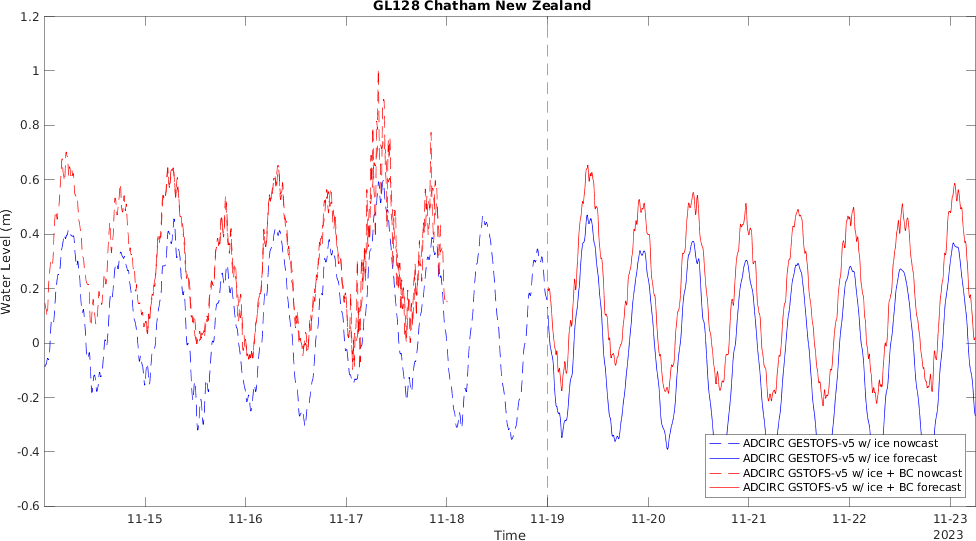 GL128 Chatham New Zealand
1.2
1
0.8
0.6
0.4
0.2
0
-0.2
-0.4
-0.6
Water Level (m)
ADCIRC GESTOFS-v5 w/ ice nowcast
ADCIRC GESTOFS-v5 w/ ice forecast
ADCIRC GSTOFS-v5 w/ ice + BC nowcast
ADCIRC GSTOFS-v5 w/ ice + BC forecast
11-15 11-16 11-17 11-18 11-19 11-20 11-21 11-22 11-23
Time 2023